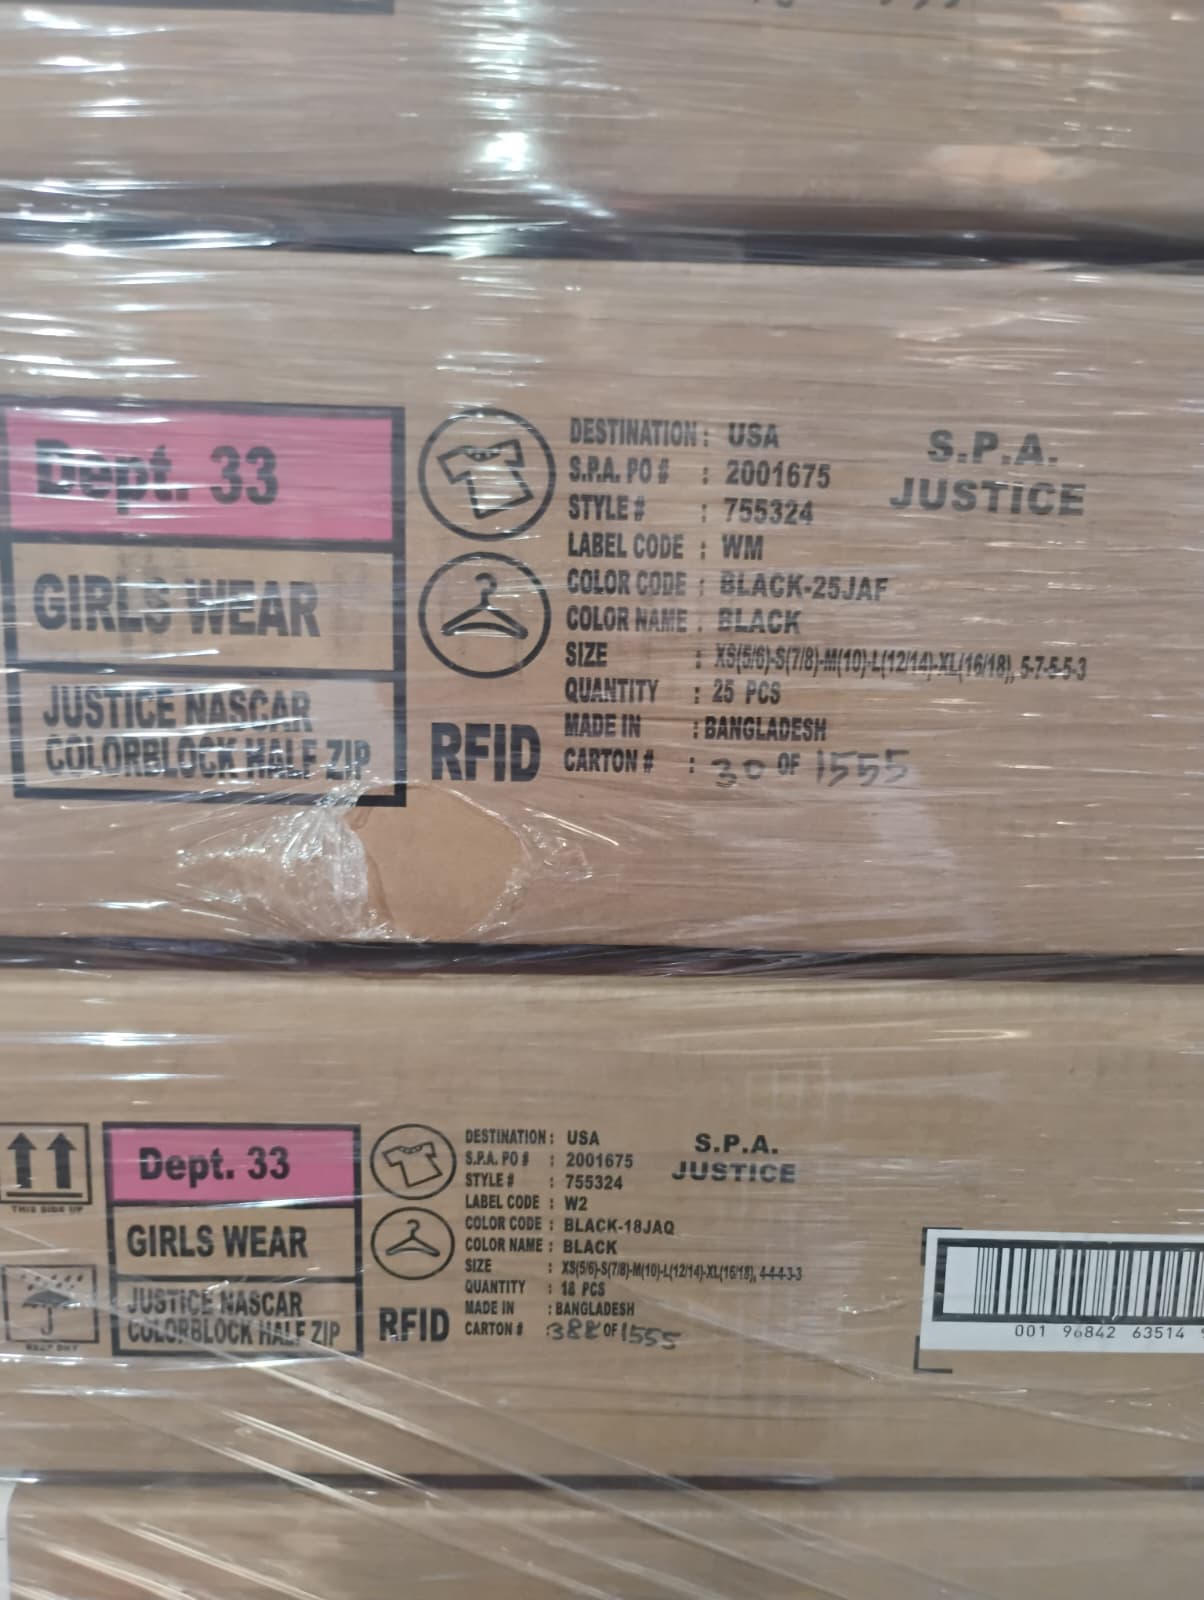 Dept. 33
GIRLS WEAR
JUSTICE NASCAR
COLORBLOCK HALF ZIP
RFID
DESTINATION : USA
S.P.A. PO # : 2001675
STYLE # : 755324
LABEL CODE : WM
COLOR CODE : BLACK-25JAF
COLOR NAME : BLACK
SIZE : XS(5/6)-S(7/8)-M(10)-L(12/14)-XL(16/18), 5-7-5-5-3
QUANTITY : 25 PCS
MADE IN : BANGLADESH
CARTON # : 30 OF 1555
S.P.A.
JUSTICE
THIS SIDE UP
KEEP DRY
Dept. 33
GIRLS WEAR
JUSTICE NASCAR
COLORBLOCK HALF ZIP
RFID
DESTINATION : USA
S.P.A. PO # : 2001675
STYLE # : 755324
LABEL CODE : W2
COLOR CODE : BLACK-18JAQ
COLOR NAME : BLACK
SIZE : XS(5/6)-S(7/8)-M(10)-L(12/14)-XL(16/18), 4-4-4-3-3
QUANTITY : 18 PCS
MADE IN : BANGLADESH
CARTON # : OF 1555
S.P.A.
JUSTICE
001 96842 63514